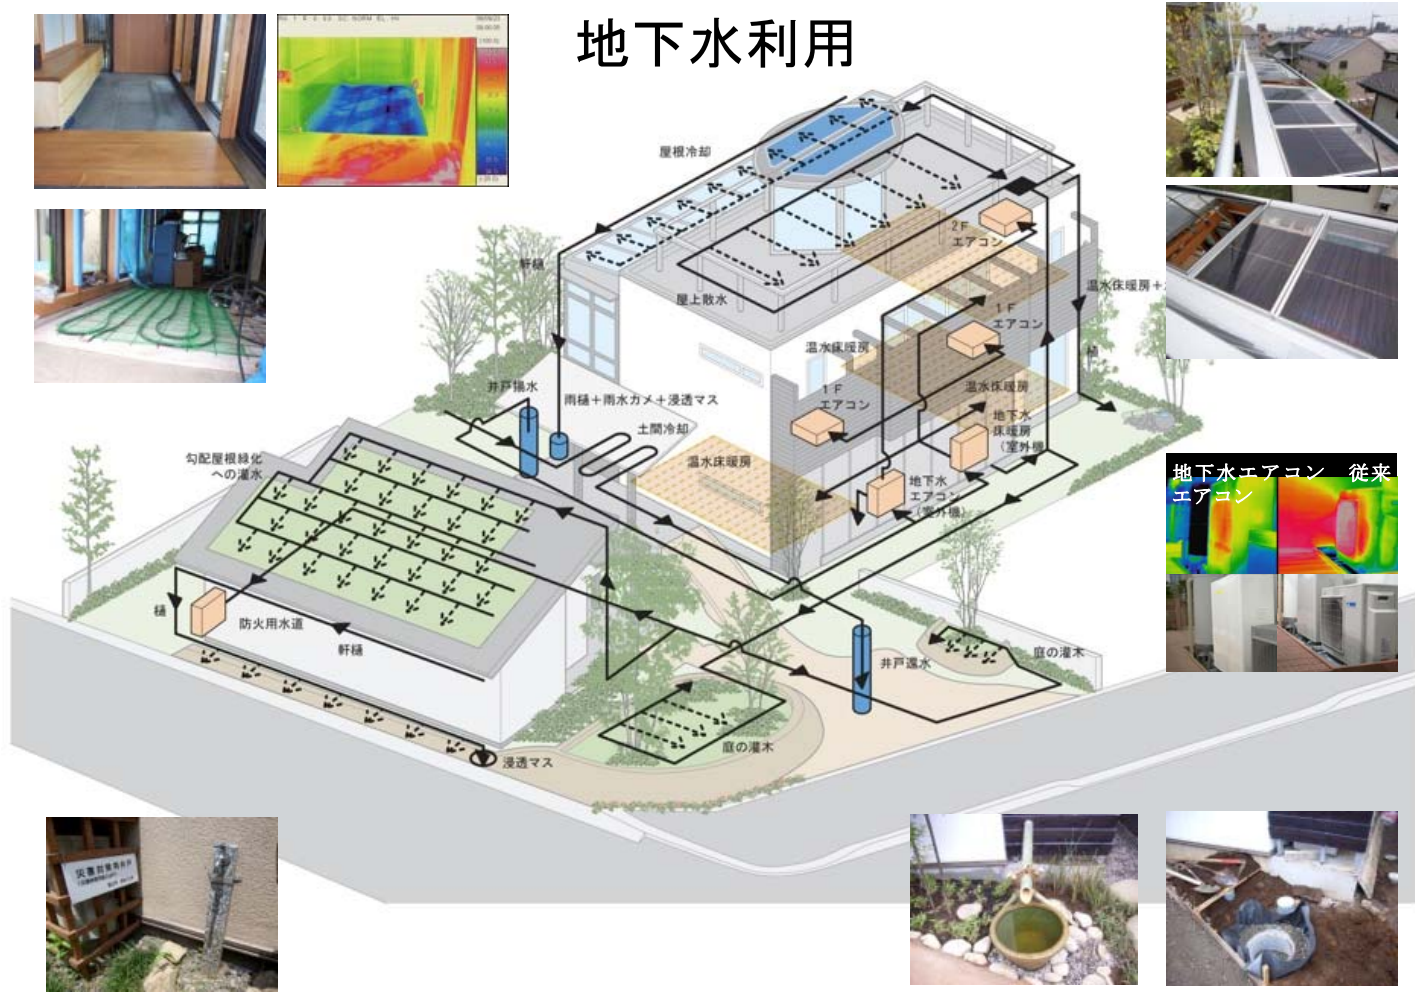 地下水利用
屋根冷却
軒樋
屋上散水
2F
エアコン
温水床暖房+
1F
エアコン
温水床暖房
樋
温水床暖房
1F
エアコン
井戸揚水
雨樋+雨水カメ+浸透マス
地下水
床暖房
(室外機
土間冷却
勾配屋根緑化
への灌水
温水床暖房
地下水
エアコン
(室外機)
地下水エアコン 従来
エアコン
樋
防火用水道
軒樋
井戸還水
庭の灌木
庭の灌木
浸透マス
災害対策用井戸